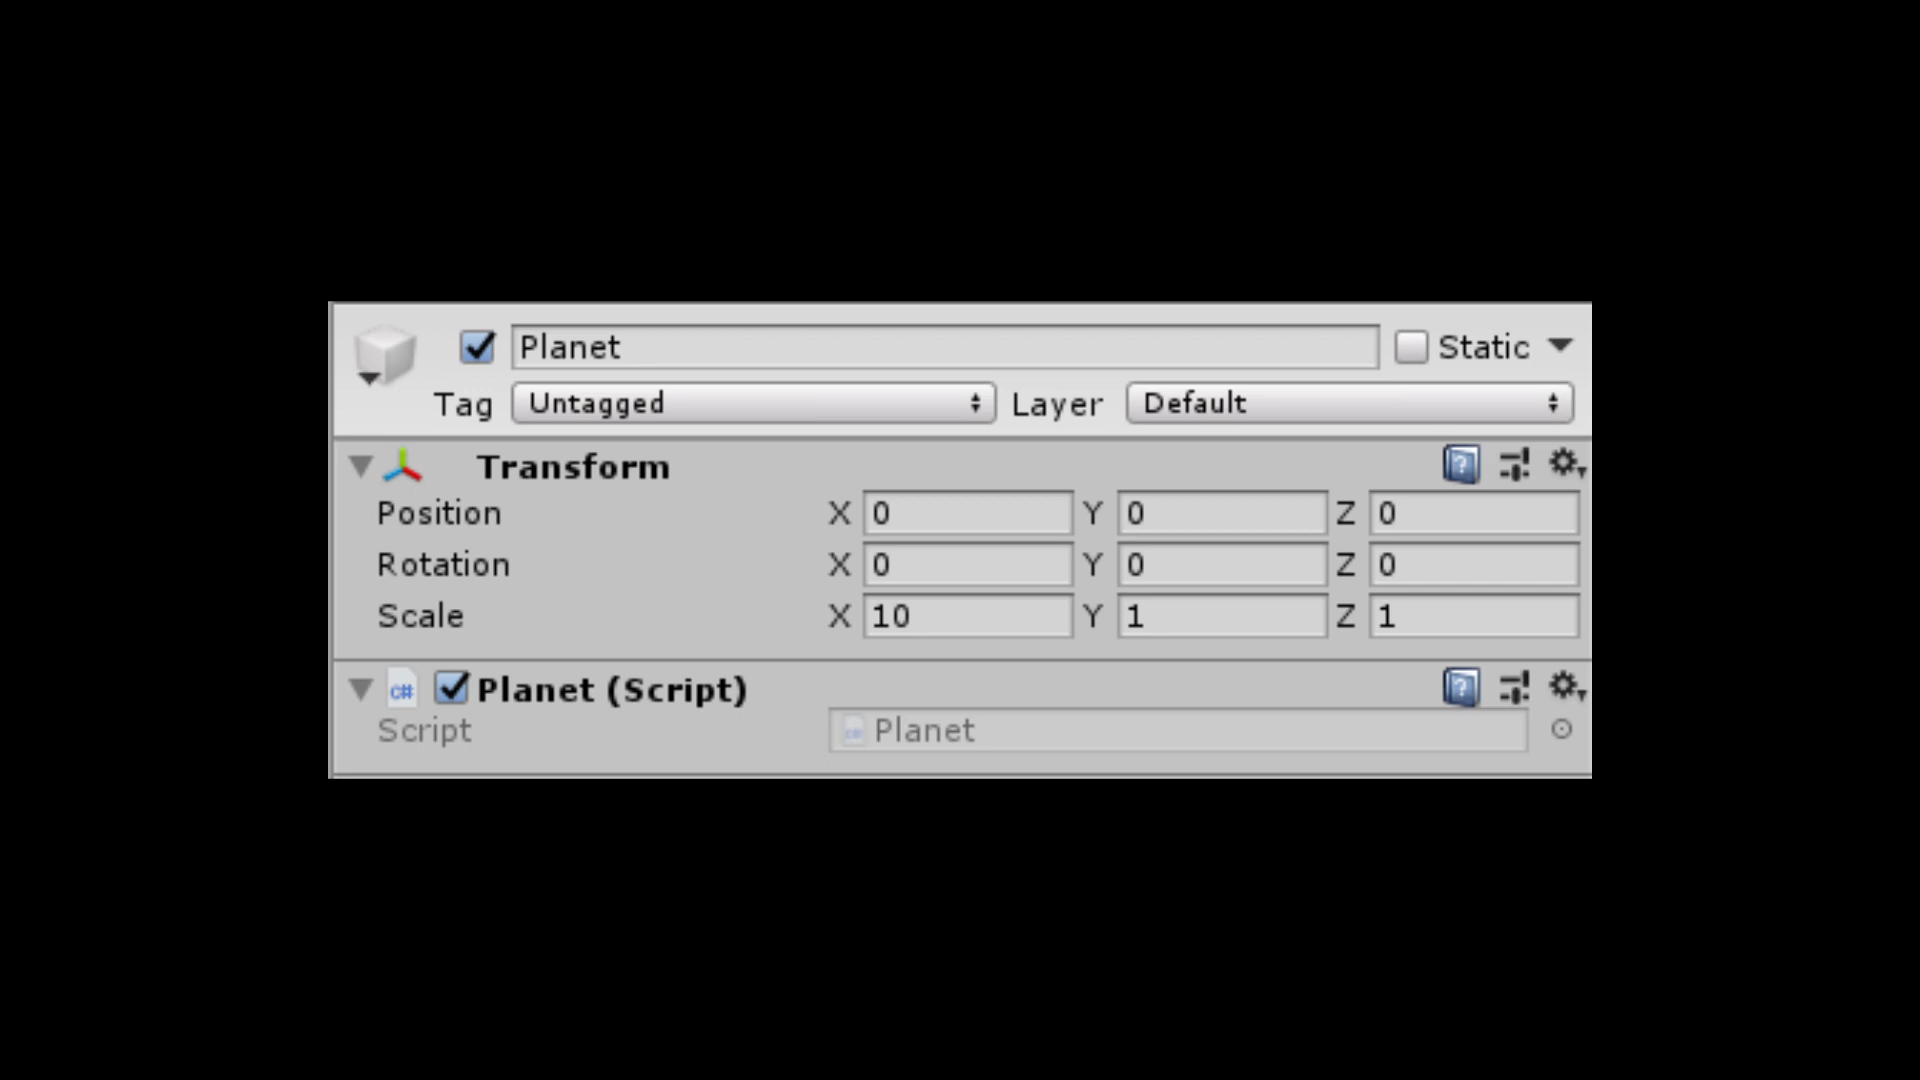 Planet Static
Tag Untagged Layer Default
Transform
Position X 0 Y 0 Z 0
Rotation X 0 Y 0 Z 0
Scale X 10 Y 1 Z 1
c# Planet (Script)
Script Planet